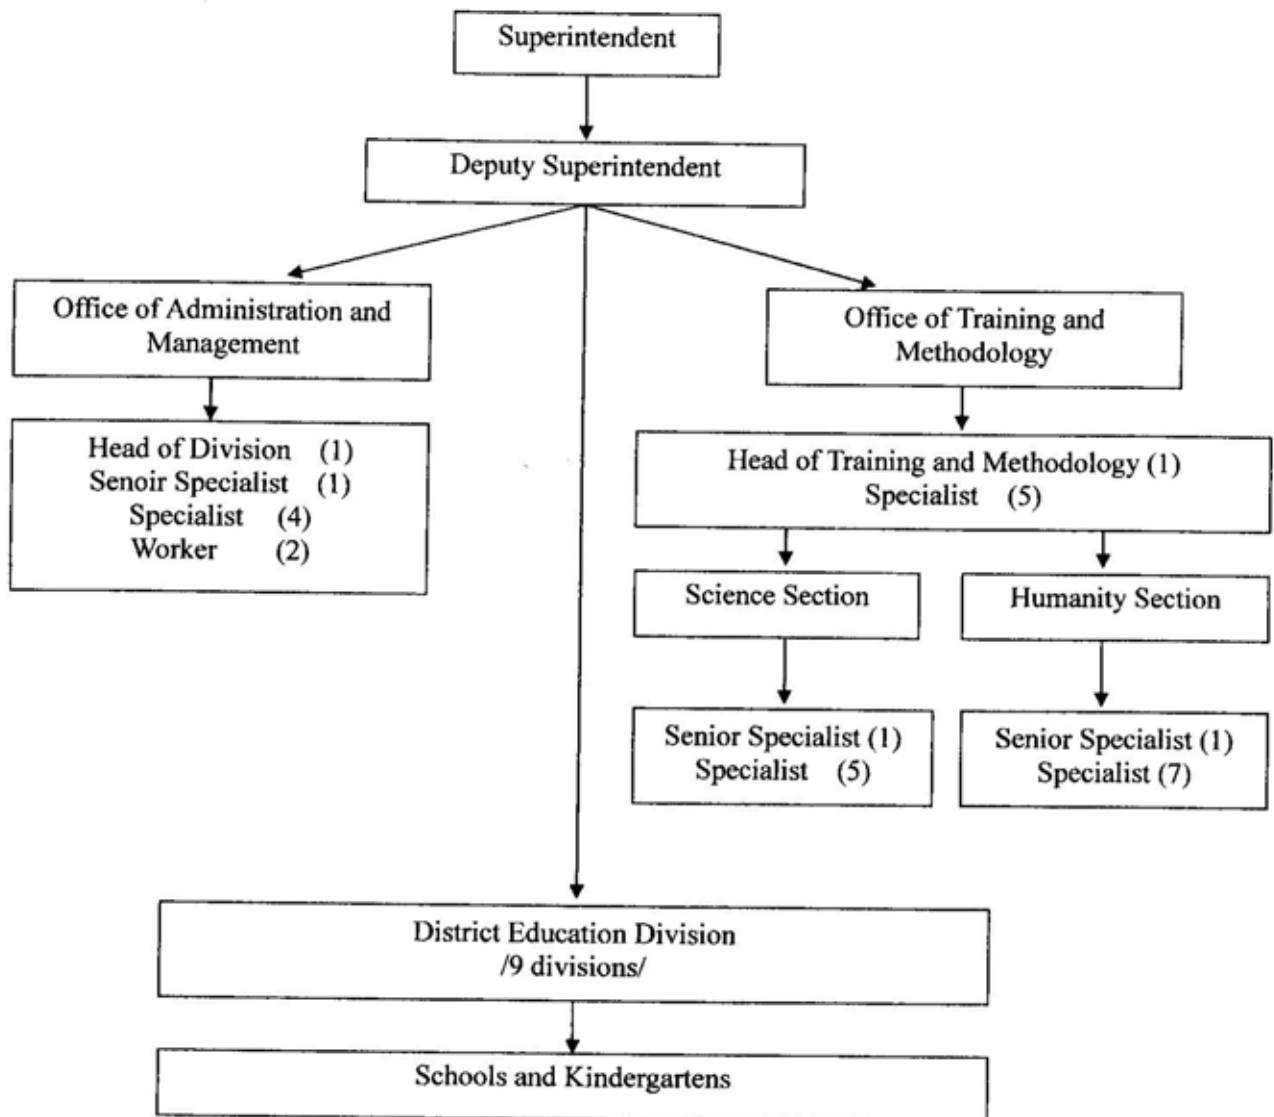 Superintendent
Deputy Superintendent
Office of Administration and
Management
Office of Training and
Methodology
Head of Division (1)
Senoir Specialist (1)
Specialist (4)
Worker (2)
Head of Training and Methodology (1)
Specialist (5)
Science Section
Humanity Section
Senior Specialist (1)
Specialist (5)
Senior Specialist (1)
Specialist (7)
District Education Division
/9 divisions/
Schools and Kindergartens